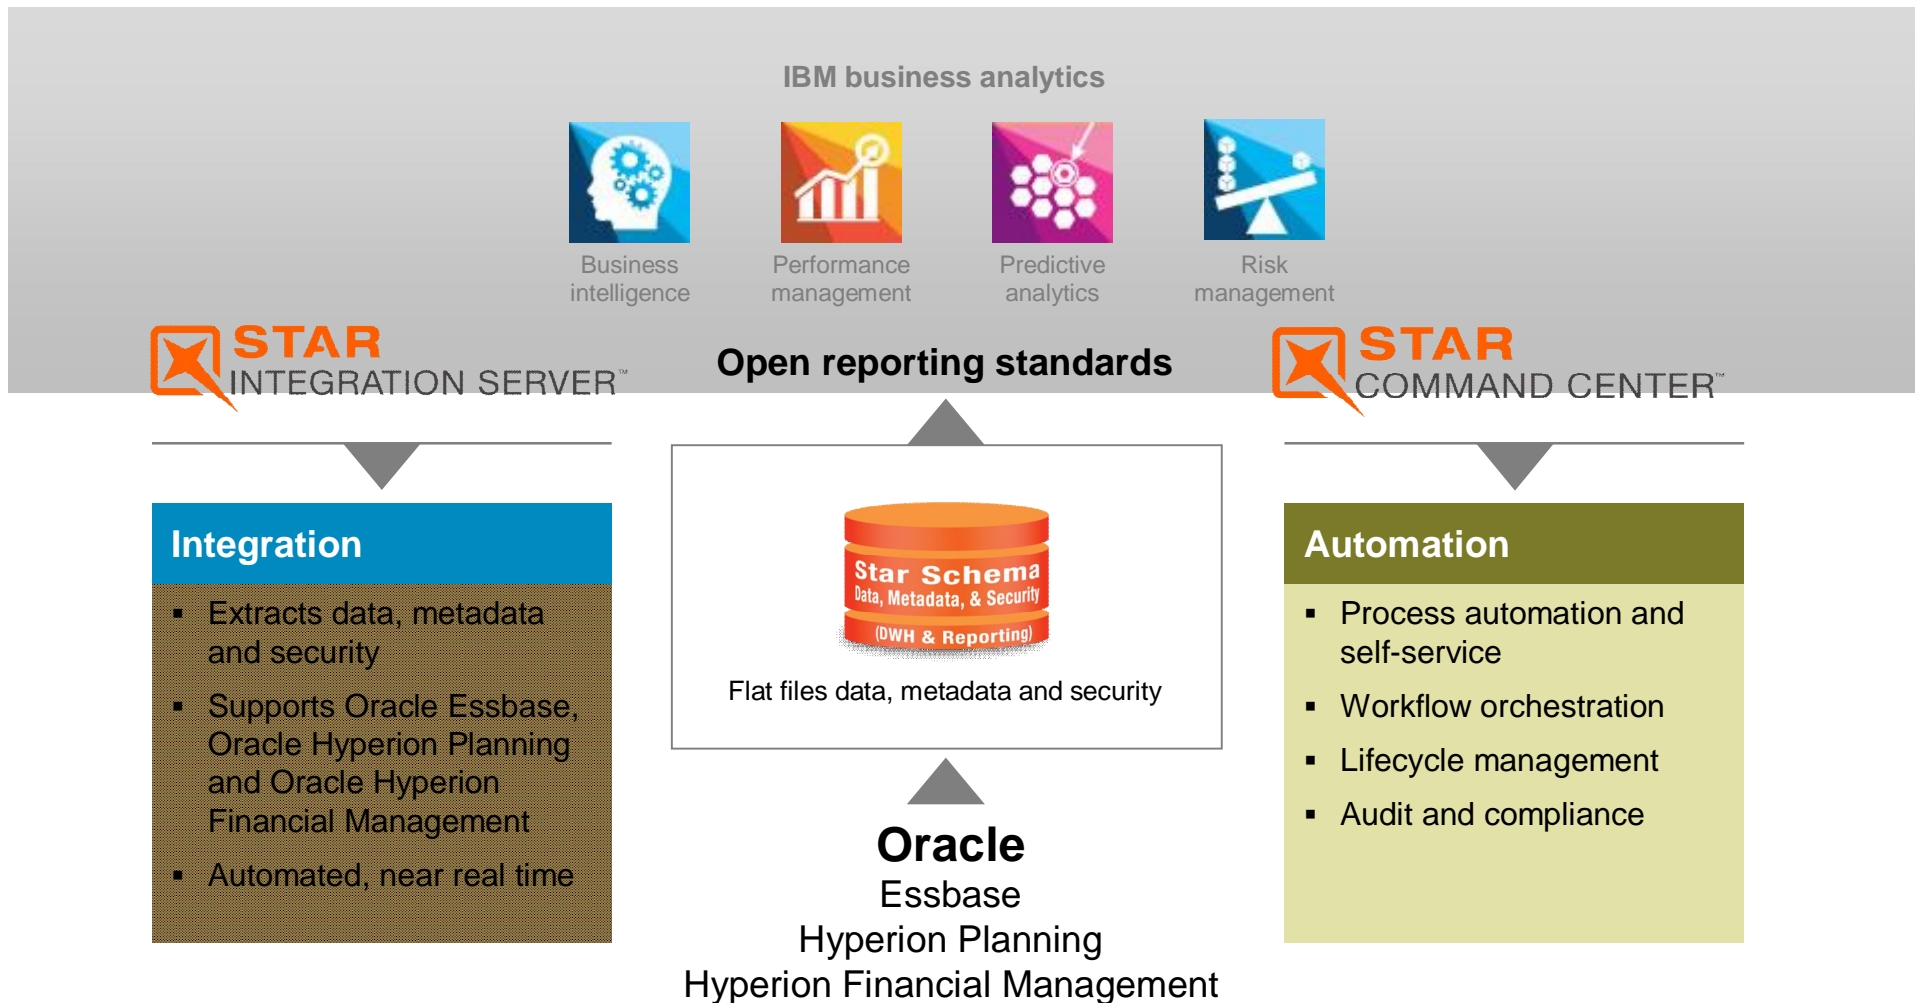 IBM business analytics
Business
intelligence
Performance
management
Predictive
analytics
Risk
management
STAR
INTEGRATION SERVER™
Open reporting standards
STAR
COMMAND CENTER™
Integration
▪ Extracts data, metadata
and security
▪ Supports Oracle Essbase,
Oracle Hyperion Planning
and Oracle Hyperion
Financial Management
▪ Automated, near real time
Star Schema
Data, Metadata, & Security
(DWH & Reporting)
Flat files data, metadata and security
Oracle
Essbase
Hyperion Planning
Hyperion Financial Management
Automation
▪ Process automation and
self-service
▪ Workflow orchestration
▪ Lifecycle management
▪ Audit and compliance